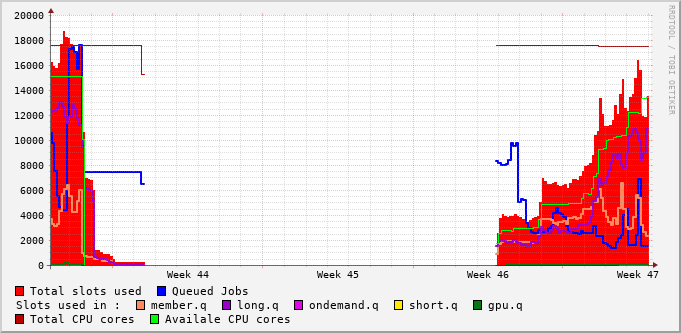 20000
18000
16000
14000
12000
10000
8000
6000
4000
2000
0
Week 44 Week 45 Week 46 Week 47
Total slots used Queued Jobs
Slots used in : member.q long.q ondemand.q short.q gpu.q
Total CPU cores Availale CPU cores
RRDTOOL / TOBI OETIKER